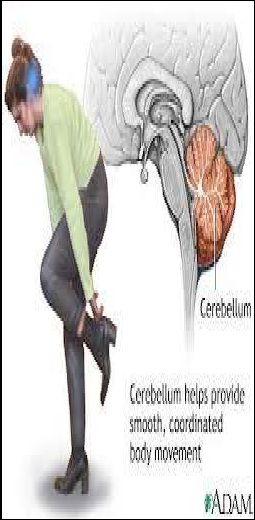 Cerebellum
Cerebellum helps provide
smooth, coordinated
body movement
ADAM.